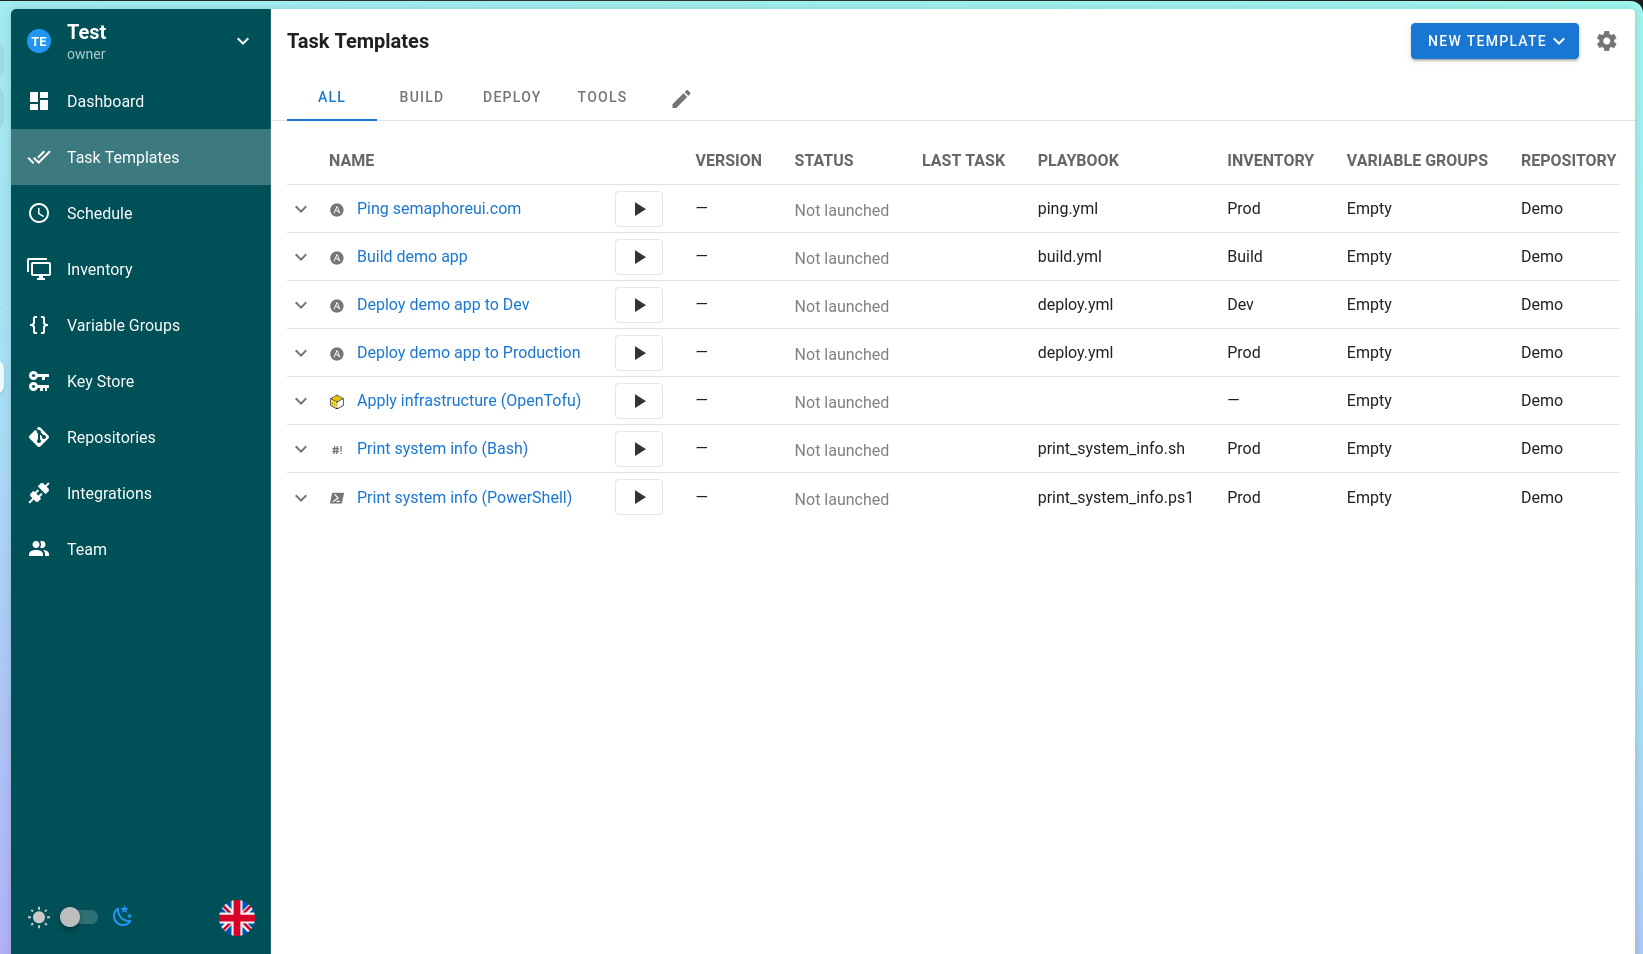 TE
Test
owner
Dashboard
Task Templates
Schedule
Inventory
Variable Groups
Key Store
Repositories
Integrations
Team
Task Templates
NEW TEMPLATE
ALL BUILD DEPLOY TOOLS
NAME VERSION STATUS LAST TASK PLAYBOOK INVENTORY VARIABLE GROUPS REPOSITORY
A Ping semaphoreui.com — Not launched ping.yml Prod Empty Demo
A Build demo app — Not launched build.yml Build Empty Demo
A Deploy demo app to Dev — Not launched deploy.yml Dev Empty Demo
A Deploy demo app to Production — Not launched deploy.yml Prod Empty Demo
Apply infrastructure (OpenTofu) — Not launched — Empty Demo
#! Print system info (Bash) — Not launched print_system_info.sh Prod Empty Demo
Print system info (PowerShell) — Not launched print_system_info.ps1 Prod Empty Demo